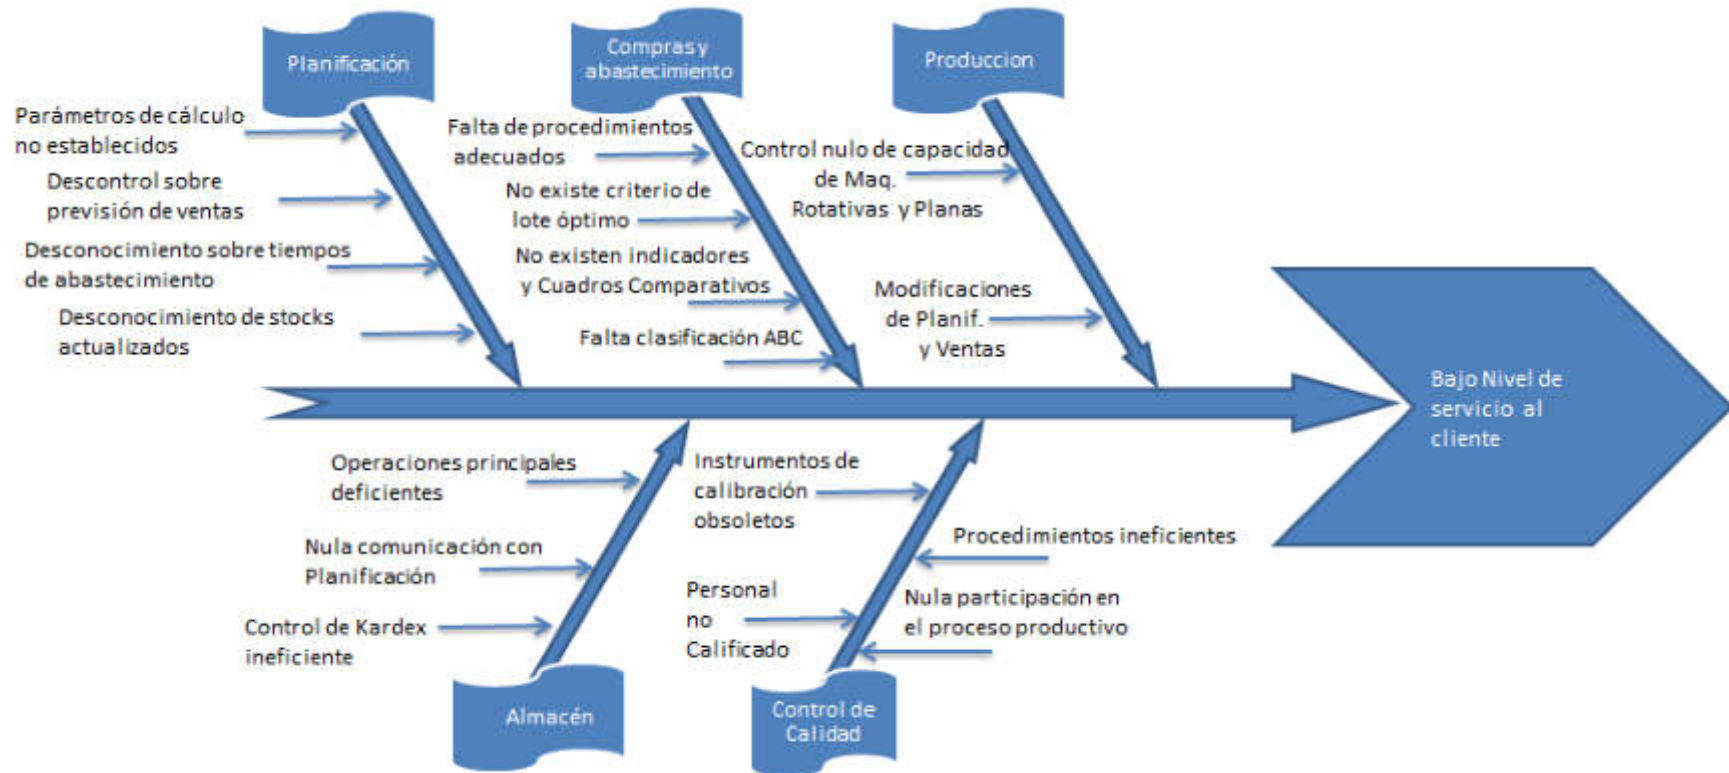 Planificación
Compras y
abastecimiento
Produccion
Parámetros de cálculo
no establecidos
Descontrol sobre
previsión de ventas
Desconocimiento sobre tiempos
de abastecimiento
Desconocimiento de stocks
actualizados
Falta de procedimientos
adecuados
No existe criterio de
lote óptimo
No existen indicadores
y Cuadros Comparativos
Falta clasificación ABC
Control nulo de capacidad
de Maq.
Rotativas y Planas
Modificaciones
de Planif.
y Ventas
Bajo Nivel de
servicio al
cliente
Operaciones principales
deficientes
Nula comunicación con
Planificación
Control de Kardex
ineficiente
Instrumentos de
calibración
obsoletos
Procedimientos ineficientes
Personal
no
Calificado
Nula participación en
el proceso productivo
Almacén
Control de
Calidad